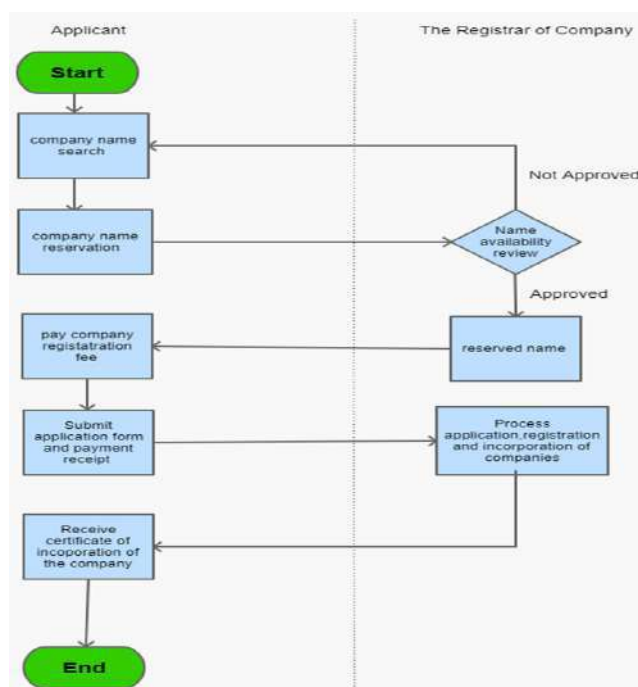 Applicant
The Registrar of Company
Start
company name
search
Not Approved
company name
reservation
Name
availability
review
Approved
pay company
registatration
fee
reserved name
Submit
application form
and payment
receipt
Process
application,registration
and incorporation of
companies
Receive
certificate of
incoporation of
the company
End